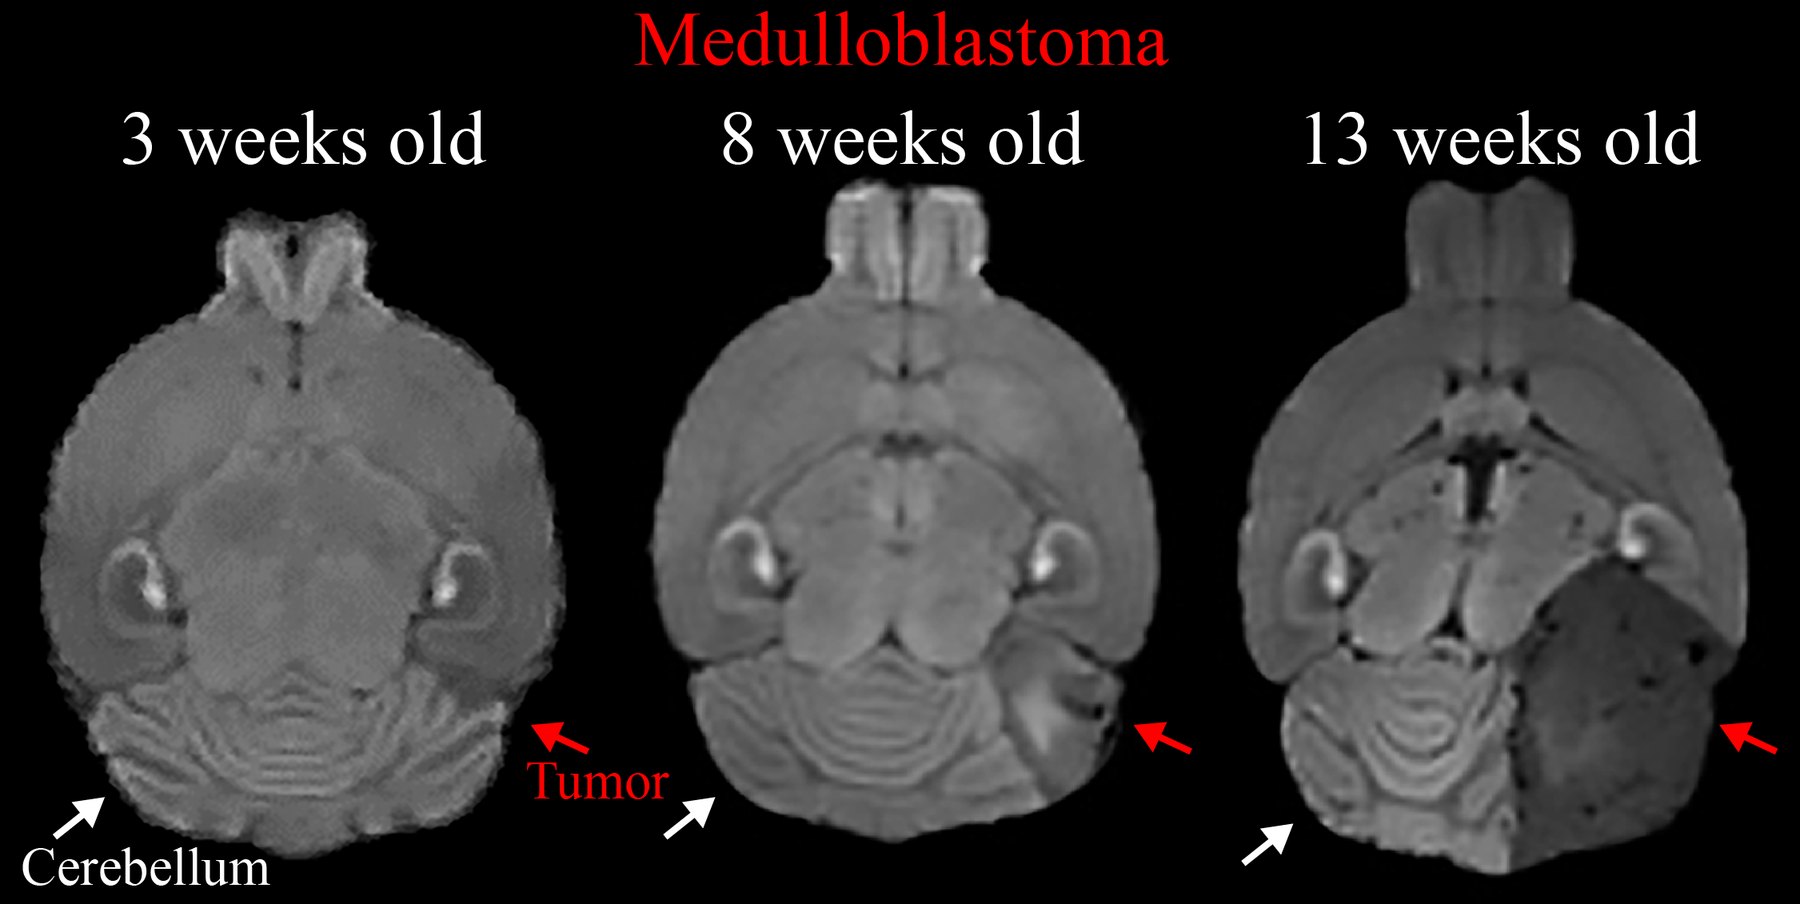 Medulloblastoma
3 weeks old
8 weeks old
13 weeks old
Tumor
Cerebellum